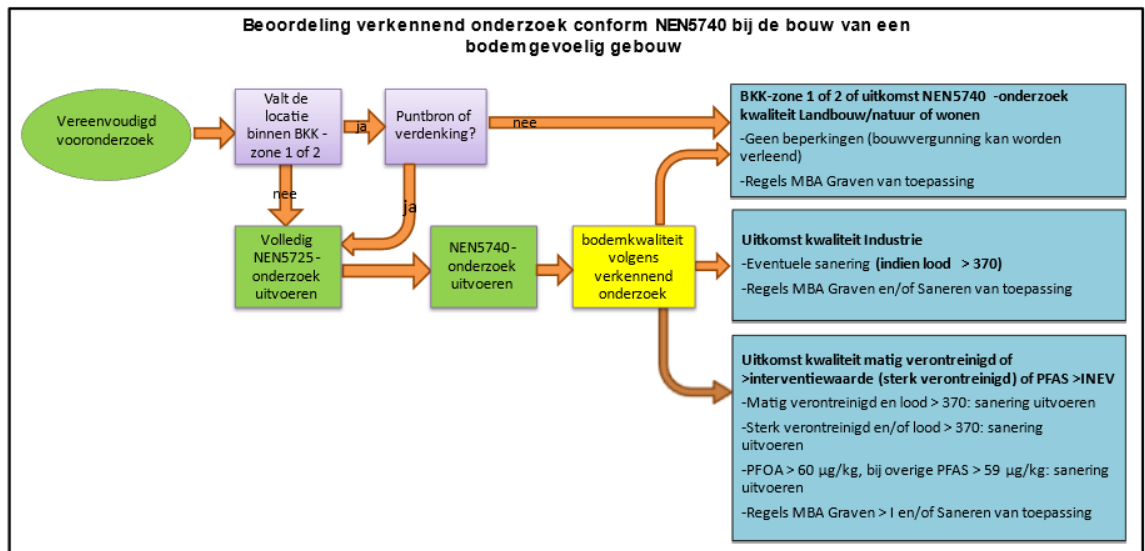 Beoordeling verkennend onderzoek conform NEN5740 bij de bouw van een
bodemgevoelig gebouw
Vereenvoudigd
vooronderzoek
Valt de
locatie
binnen BKK -
zone 1 of 2
ja
Puntbron of
verdenking?
nee
BKK-zone 1 of 2 of uitkomst NEN5740 -onderzoek
kwaliteit Landbouw/natuur of wonen
-Geen beperkingen (bouwvergunning kan worden
verleend)
-Regels MBA Graven van toepassing
nee
ja
Volledig
NEN5725-
onderzoek
uitvoeren
NEN5740-
onderzoek
uitvoeren
bodemkwaliteit
volgens
verkennend
onderzoek
Uitkomst kwaliteit Industrie
-Eventuele sanering (indien lood > 370)
-Regels MBA Graven en/of Saneren van toepassing
Uitkomst kwaliteit matig verontreinigd of
>interventiewaarde (sterk verontreinigd) of PFAS >INEV
-Matig verontreinigd en lood > 370: sanering uitvoeren
-Sterk verontreinigd en/of lood > 370: sanering
uitvoeren
-PFOA > 60 µg/kg, bij overige PFAS > 59 µg/kg: sanering
uitvoeren
-Regels MBA Graven > I en/of Saneren van toepassing